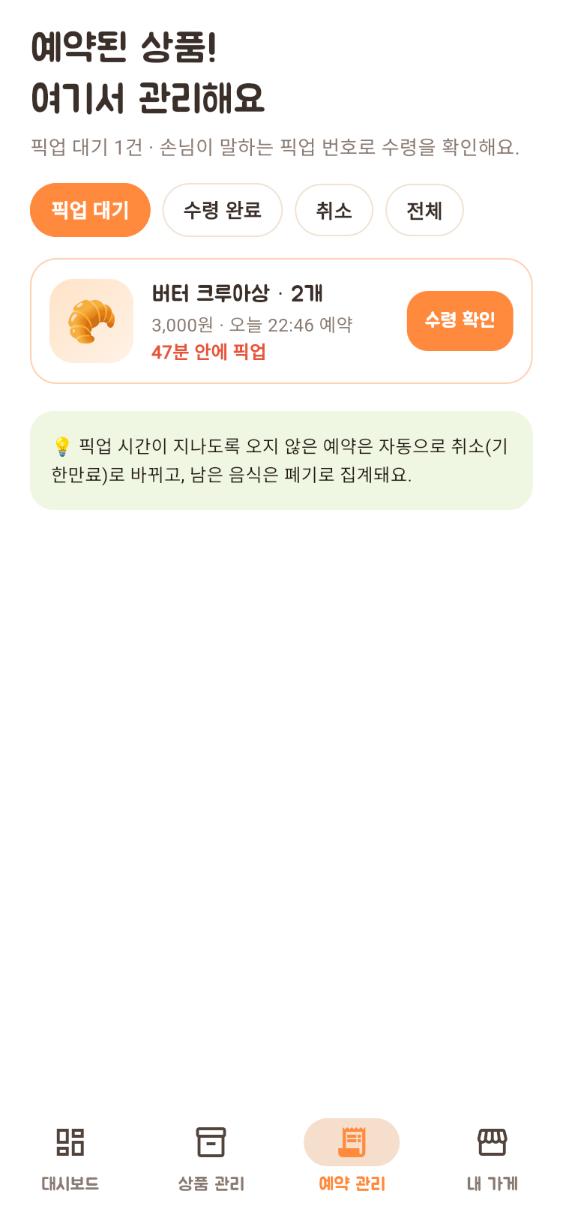 예약된 상품!
여기서 관리해요
픽업 대기 1건 · 손님이 말하는 픽업 번호로 수령을 확인해요.
픽업 대기
수령 완료
취소
전체
버터 크루아상 · 2개
3,000원 · 오늘 22:46 예약
47분 안에 픽업
수령 확인
💡 픽업 시간이 지나도록 오지 않은 예약은 자동으로 취소(기
한만료)로 바뀌고, 남은 음식은 폐기로 집계돼요.
대시보드
상품 관리
예약 관리
내 가게